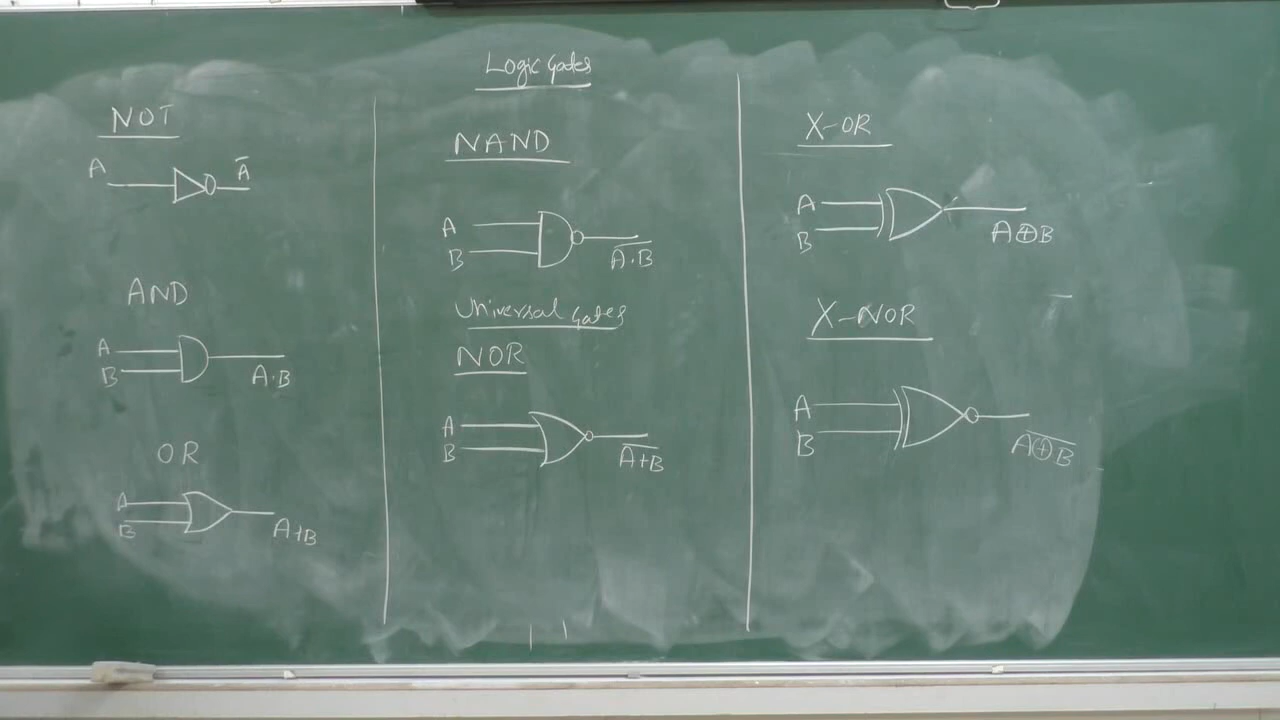 Logic gates
NOT
A
A̅
AND
A
B
A.B
OR
A
B
A+B
NAND
A
B
A̅.̅B̅
Universal gates
NOR
A
B
A̅+̅B̅
X-OR
A
B
A⊕B
X-NOR
A
B
A̅⊕̅B̅